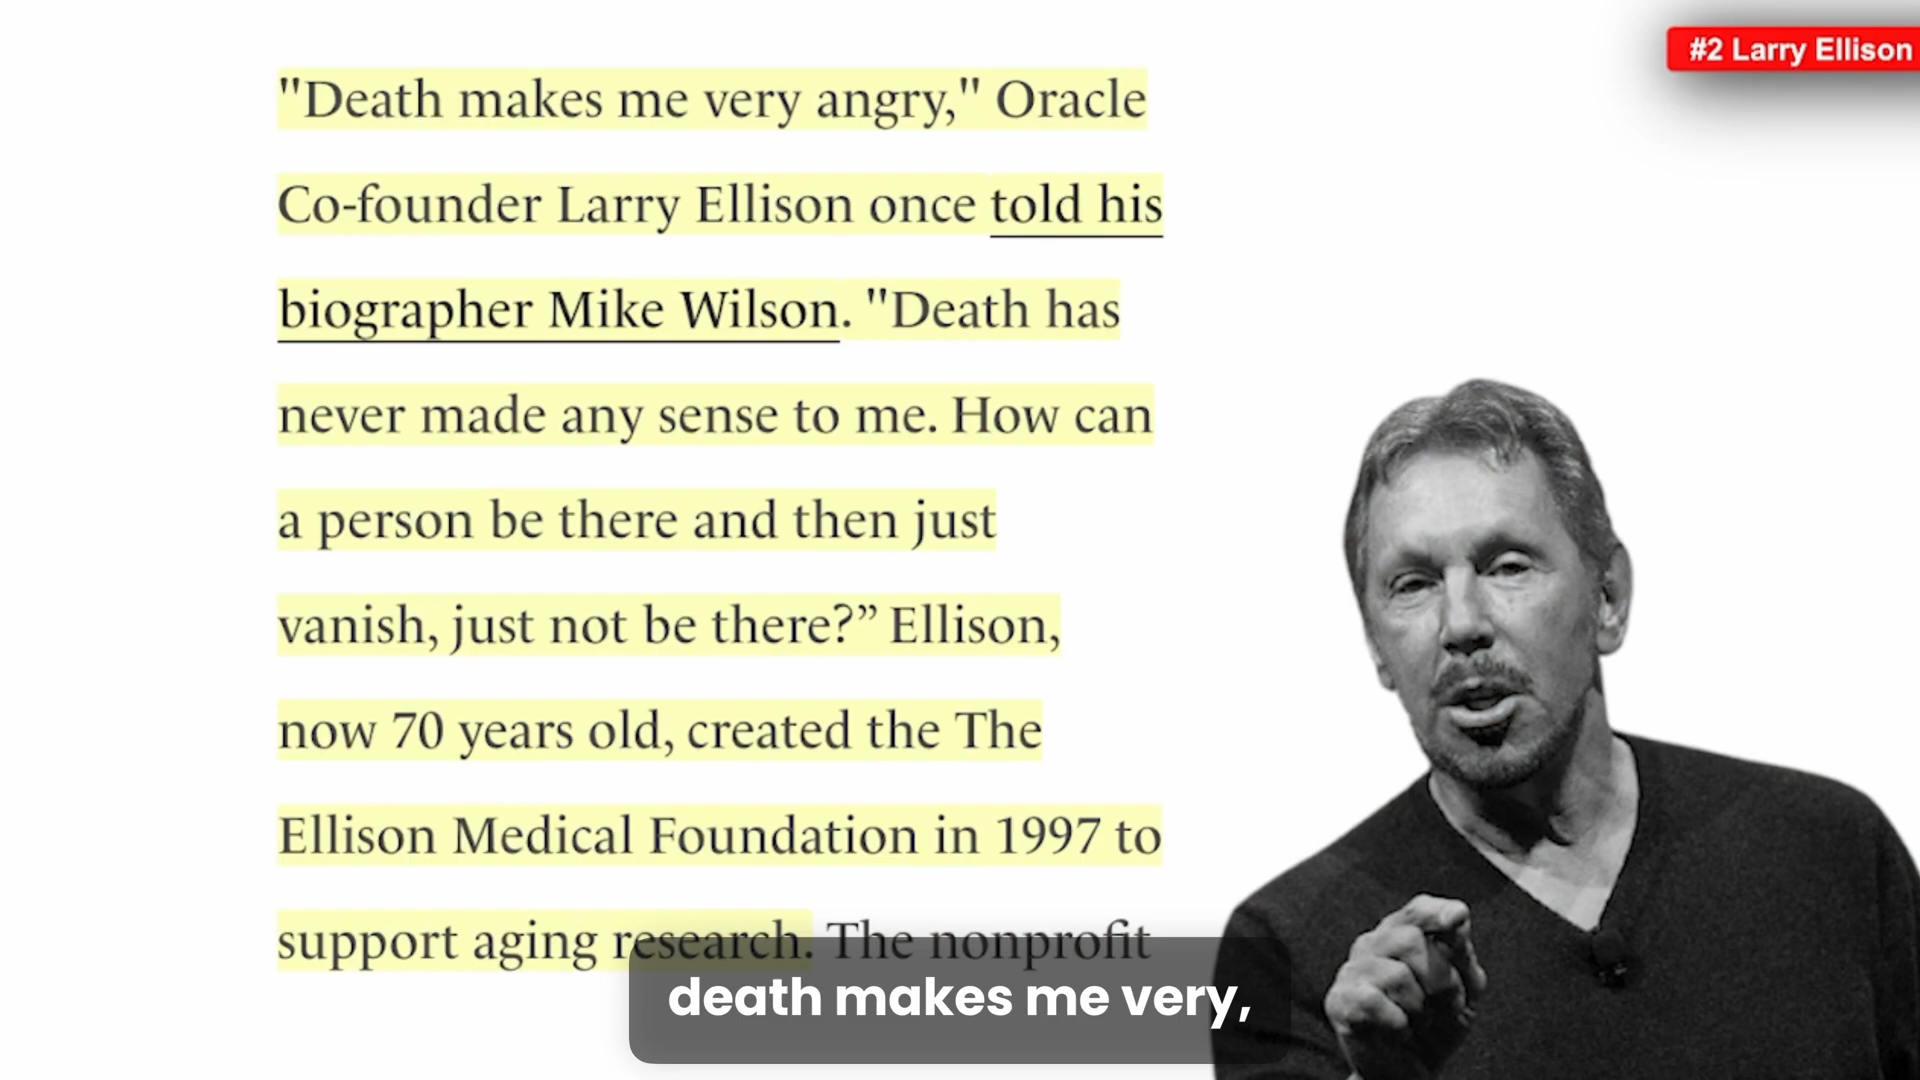 #2 Larry Ellison
"Death makes me very angry," Oracle
Co-founder Larry Ellison once told his
biographer Mike Wilson. "Death has
never made any sense to me. How can
a person be there and then just
vanish, just not be there?” Ellison,
now 70 years old, created the The
Ellison Medical Foundation in 1997 to
support aging research. The nonprofit
death makes me very,